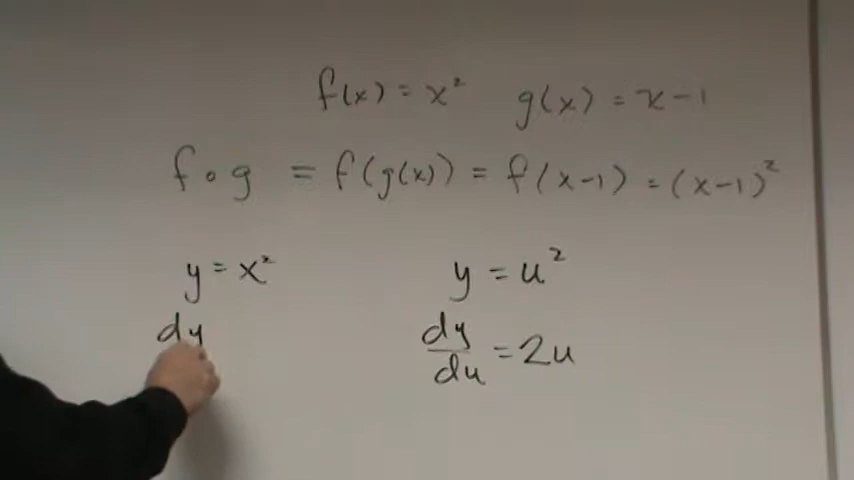 f(x) = x² g(x) = x-1
f∘g = f(g(x)) = f(x-1) = (x-1)²
y = x² y = u²
dy dy/du = 2u